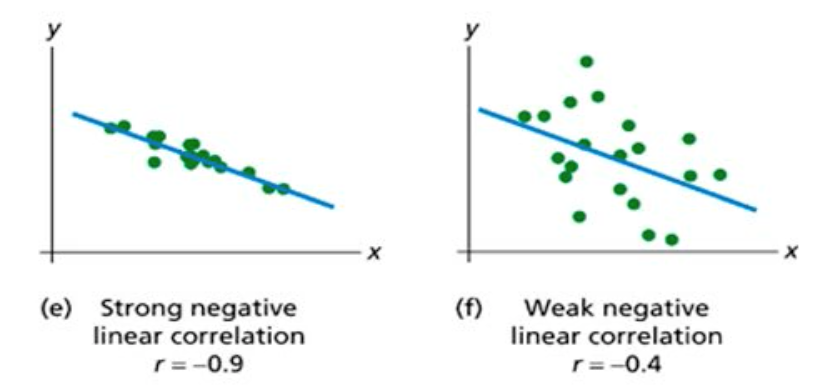 y
x
(e) Strong negative
linear correlation
r = –0.9
y
x
(f) Weak negative
linear correlation
r = –0.4